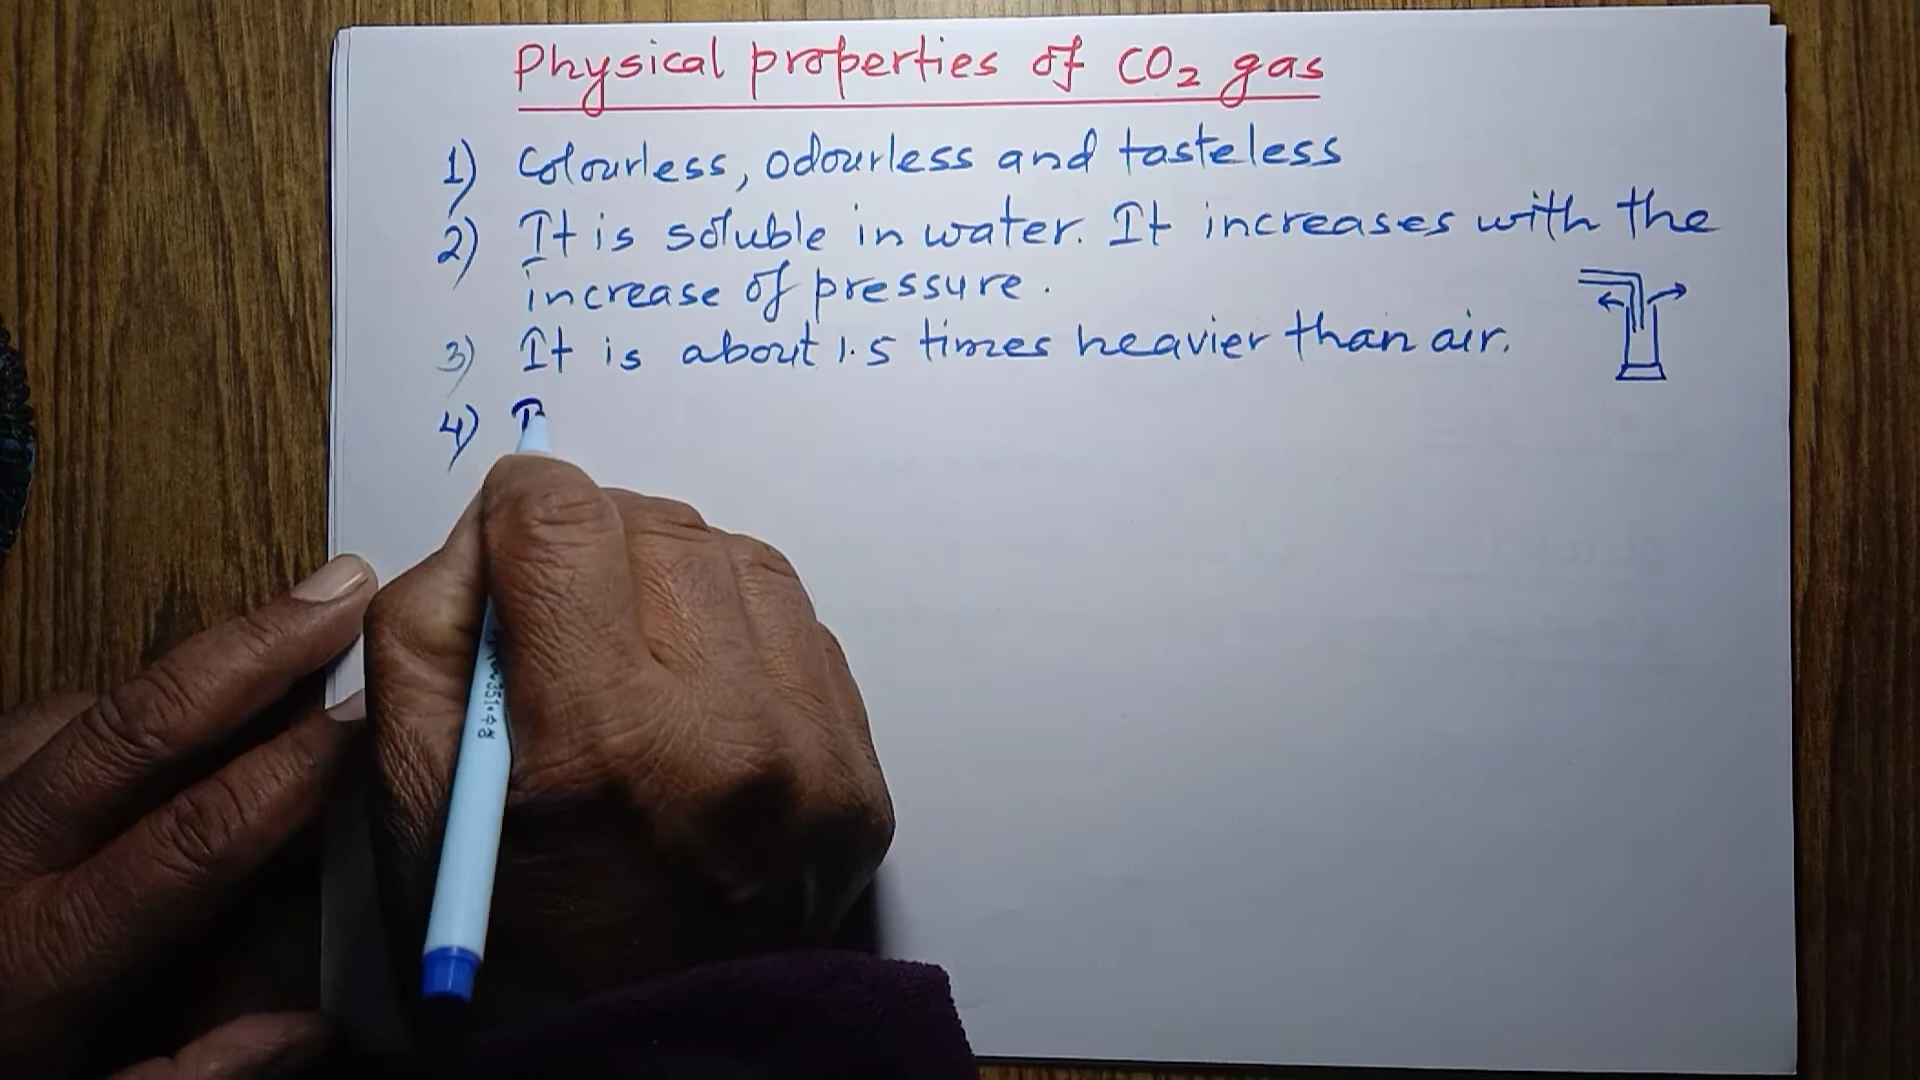 Physical properties of CO₂ gas
1) Colourless, odourless and tasteless
2) It is soluble in water. It increases with the
increase of pressure.
3) It is about 1.5 times heavier than air.
4)